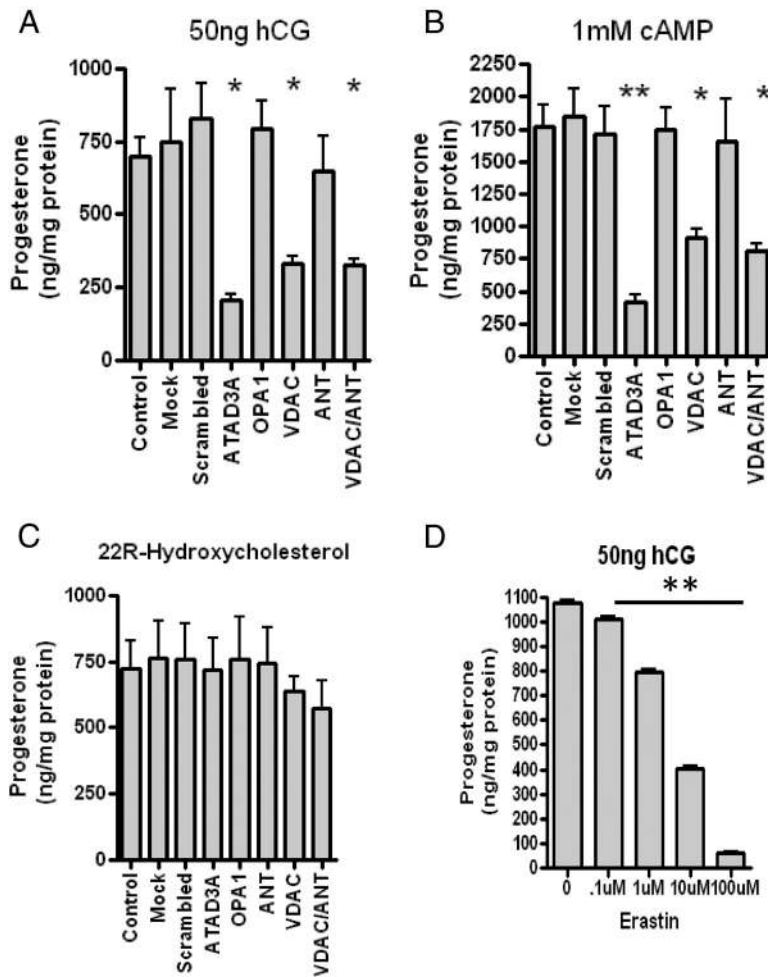 A
50ng hCG
Progesterone
(ng/mg protein)
1000
750
500
250
0
*
*
*
Control
Mock
Scrambled
ATAD3A
OPA1
VDAC
ANT
VDAC/ANT
B
1mM cAMP
Progesterone
(ng/mg protein)
2250
2000
1750
1500
1250
1000
750
500
250
0
**
*
*
Control
Mock
Scrambled
ATAD3A
OPA1
VDAC
ANT
VDAC/ANT
C
22R-Hydroxycholesterol
Progesterone
(ng/mg protein)
1000
750
500
250
0
Control
Mock
Scrambled
ATAD3A
OPA1
ANT
VDAC
VDAC/ANT
D
50ng hCG
**
Progesterone
(ng/mg protein)
1100
1000
900
800
700
600
500
400
300
200
100
0
0
.1uM
1uM
10uM
100uM
Erastin